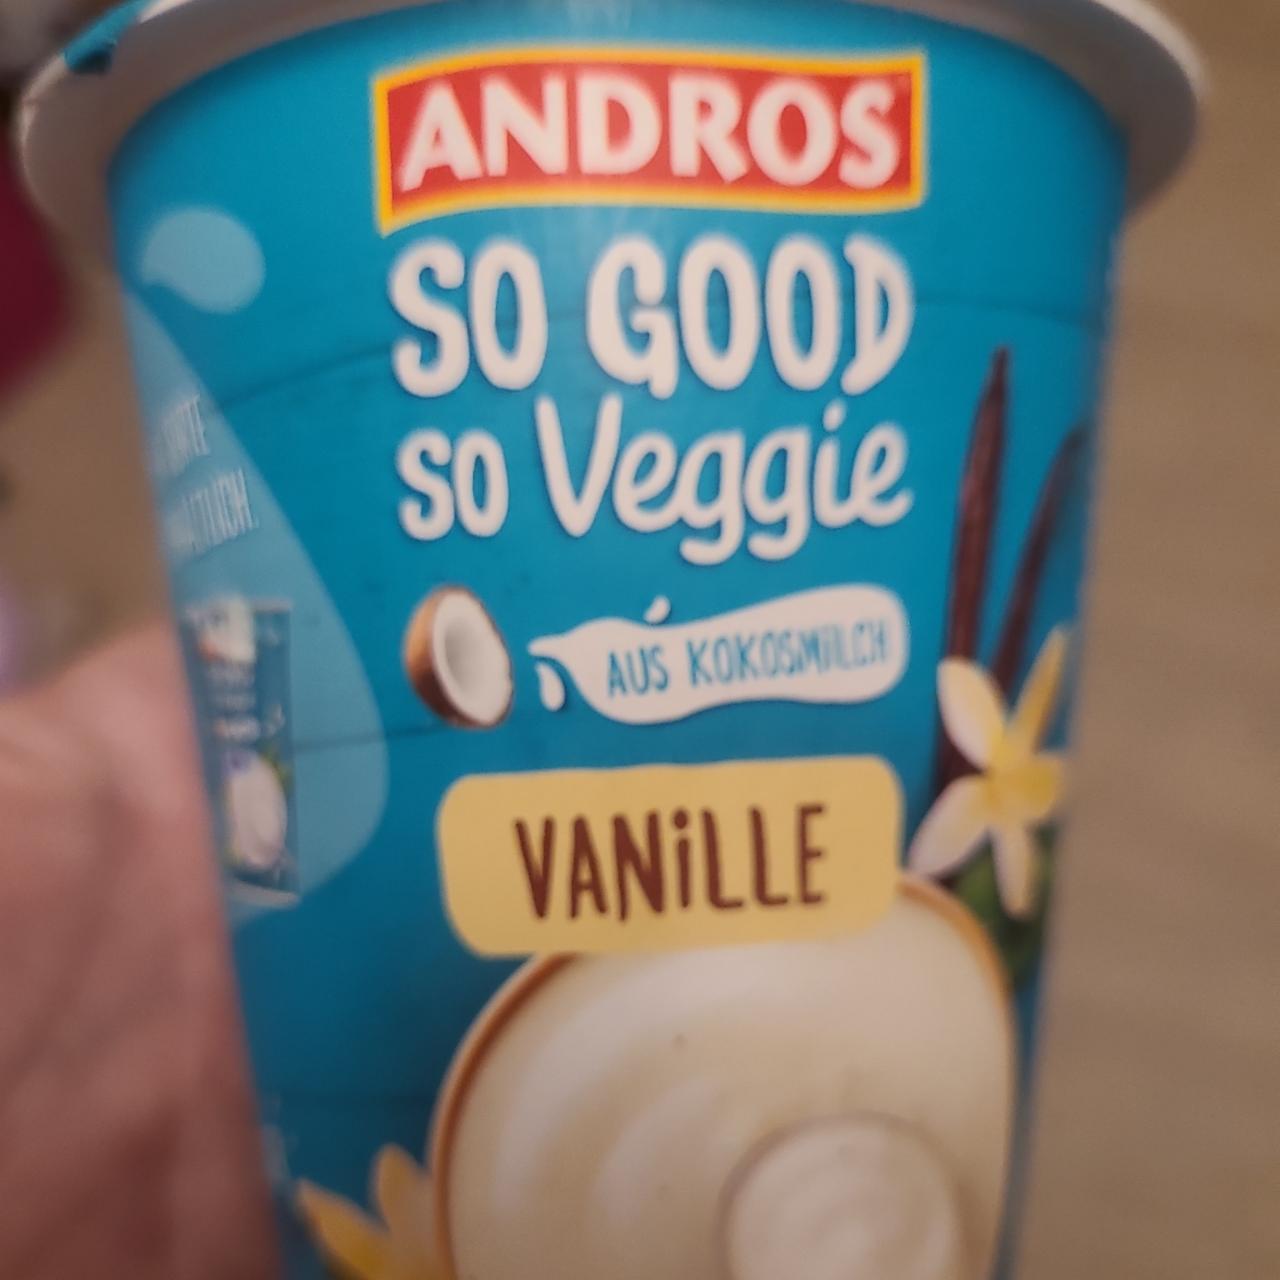 ANDROS
SO GOOD
so Veggie
AUS KOKOSMiLCH
VANiLLE